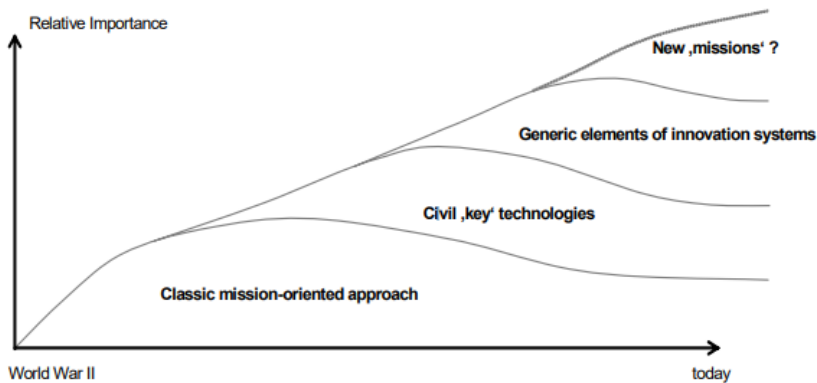 Relative Importance
New ‚missions‘ ?
Generic elements of innovation systems
Civil ‚key‘ technologies
Classic mission-oriented approach
World War II
today